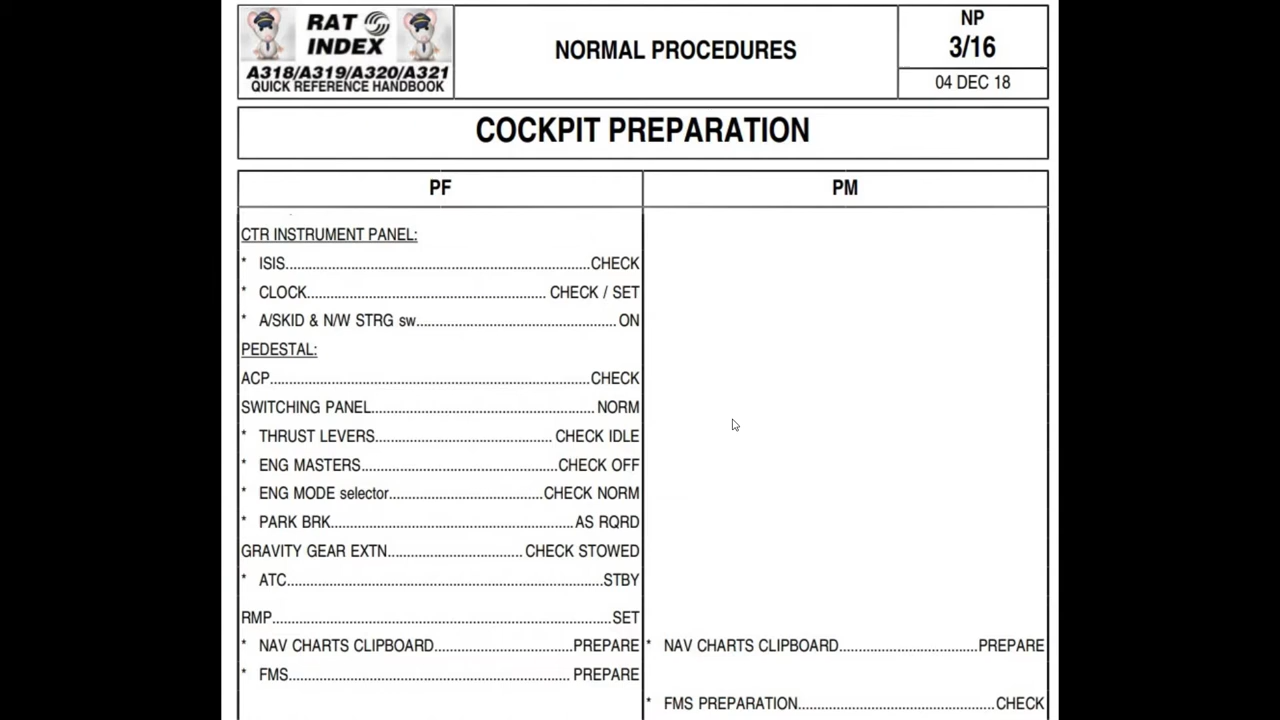 RAT
INDEX
A318/A319/A320/A321
QUICK REFERENCE HANDBOOK
NORMAL PROCEDURES
NP
3/16
04 DEC 18
COCKPIT PREPARATION
PF
PM
CTR INSTRUMENT PANEL:
* ISIS..........CHECK
* CLOCK.......... CHECK / SET
* A/SKID & N/W STRG sw.......... ON
PEDESTAL:
ACP..........CHECK
SWITCHING PANEL.......... NORM
* THRUST LEVERS.......... CHECK IDLE
* ENG MASTERS..........CHECK OFF
* ENG MODE selector..........CHECK NORM
* PARK BRK.......... AS RQRD
GRAVITY GEAR EXTN.......... CHECK STOWED
* ATC..........STBY
RMP..........SET
* NAV CHARTS CLIPBOARD..........PREPARE
* NAV CHARTS CLIPBOARD..........PREPARE
* FMS.......... PREPARE
* FMS PREPARATION..........CHECK